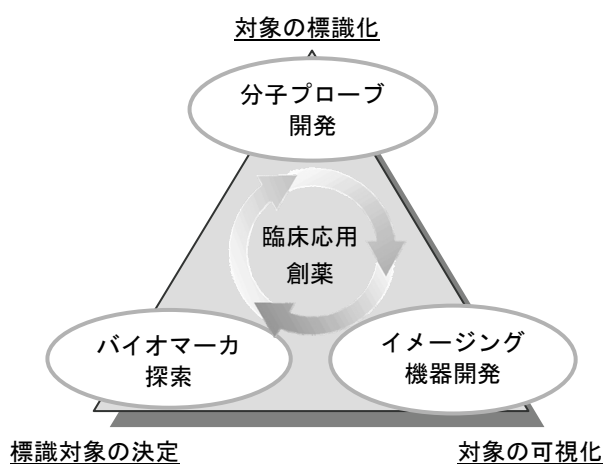 対象の標識化
分子プローブ
開発
臨床応用
創薬
バイオマーカ
探索
イメージング
機器開発
標識対象の決定
対象の可視化